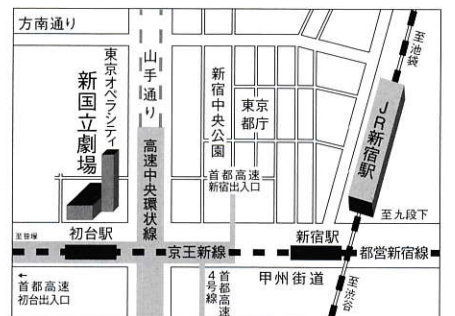 方南通り
山手通り
東京オペラシティ
新国立劇場
高速中央環状線
新宿中央公園
東京
都庁
首都高速
新宿出入口
至池袋
JR新宿駅
至九段下
至笹塚
初台駅
京王新線
新宿駅
都営新宿線
←
首都高速
初台出入口
首都高速
4号線
甲州街道
至渋谷